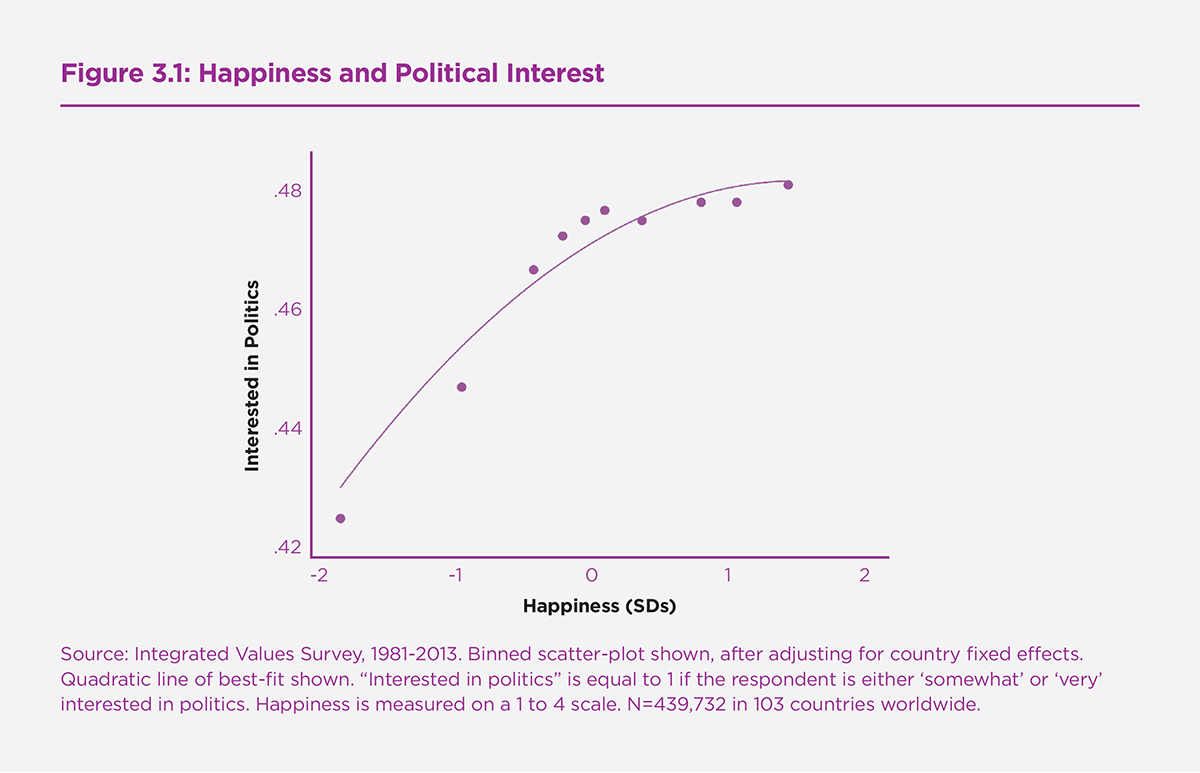 Figure 3.1: Happiness and Political Interest
.48
.46
.44
.42
Interested in Politics
-2 -1 0 1 2
Happiness (SDs)
Source: Integrated Values Survey, 1981-2013. Binned scatter-plot shown, after adjusting for country fixed effects.
Quadratic line of best-fit shown. “Interested in politics” is equal to 1 if the respondent is either ‘somewhat’ or ‘very’
interested in politics. Happiness is measured on a 1 to 4 scale. N=439,732 in 103 countries worldwide.